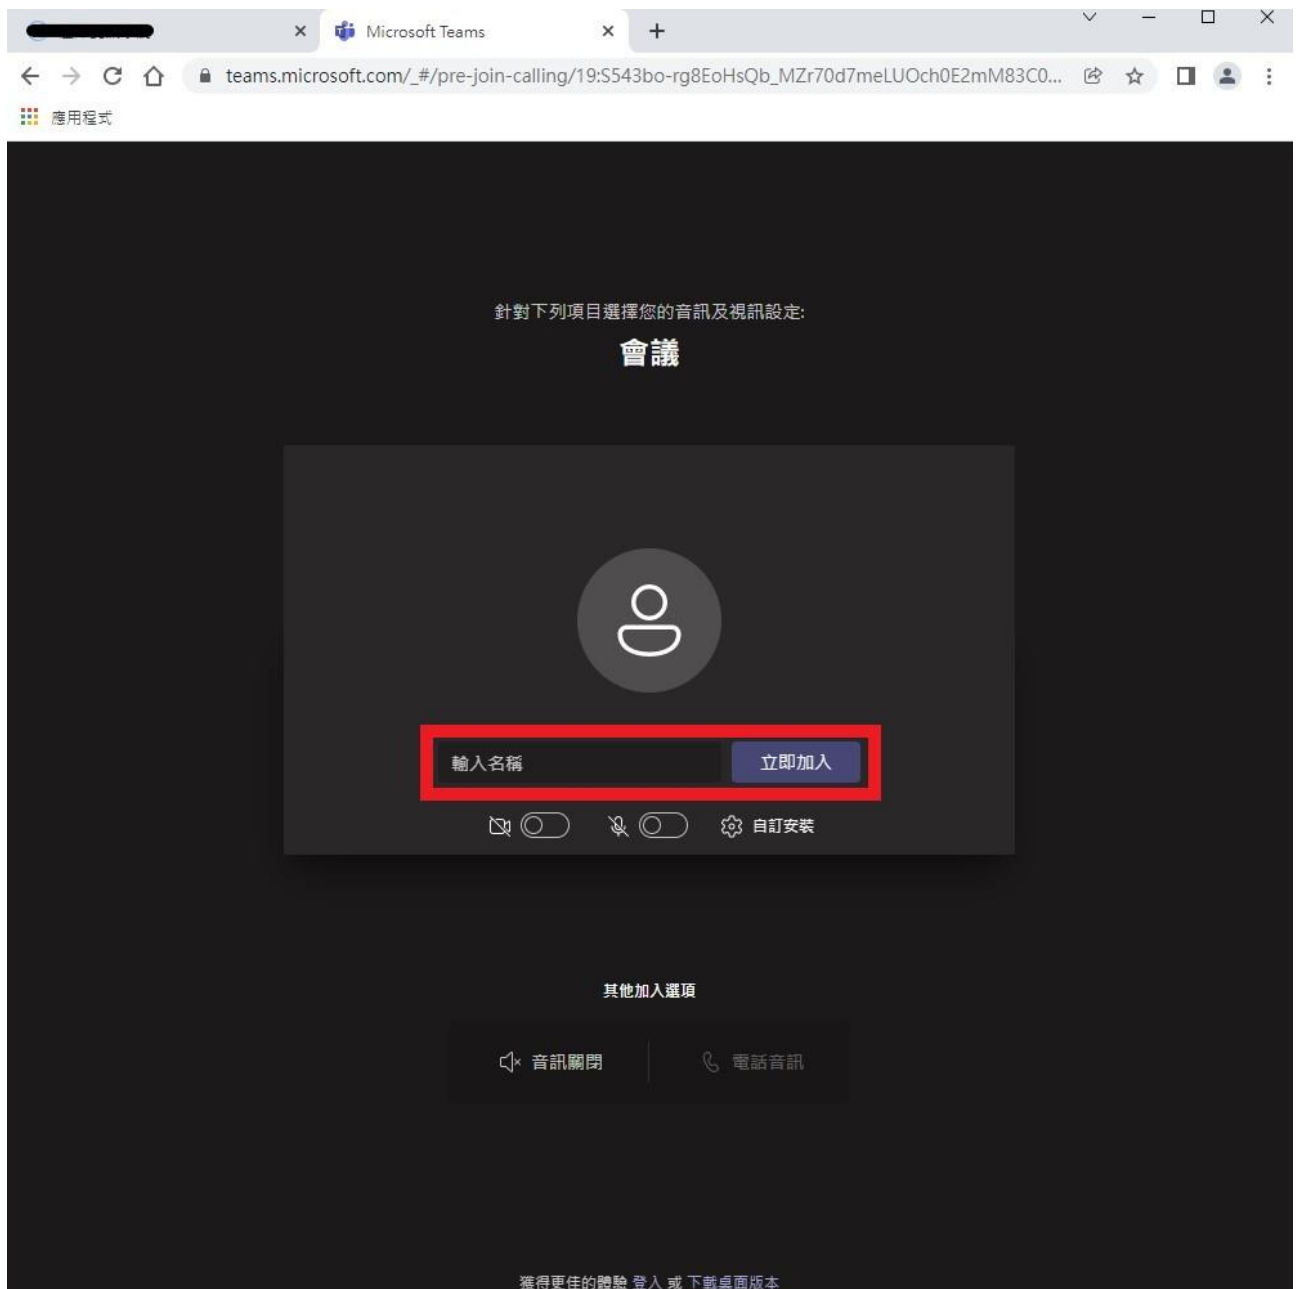 Microsoft Teams
teams.microsoft.com/_#/pre-join-calling/19:S543bo-rg8EoHsQb_MZr70d7meLUOch0E2mM83C0...
應用程式
針對下列項目選擇您的音訊及視訊設定:
會議
輸入名稱 立即加入
自訂安裝
其他加入選項
音訊關閉 電話音訊
獲得更佳的體驗 登入 或 下載桌面版本